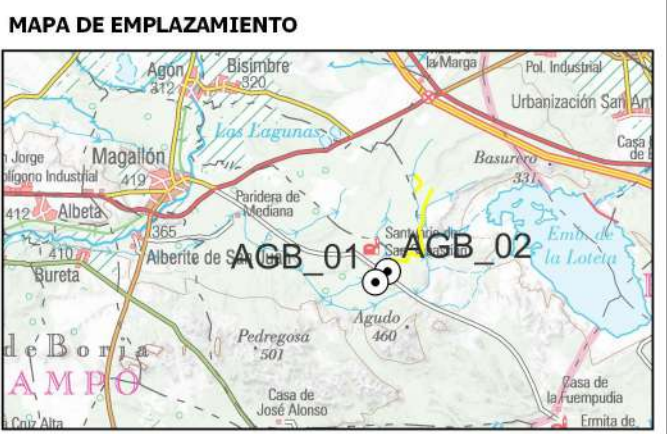 MAPA DE EMPLAZAMIENTO
la Marga
Agón
Bisimbre
Pol. Industrial
312
320
Urbanización San
Las Lagunas
Casa
Jorge
Magallón
Basurero
331
Industrial
419
412
Albeta
Paridera de
Mediana
365
Santuario de
Emb. de
la Loteta
410
Alberite de San Juan
AGB_01
AGB_02
Bureta
Agudo
460
de Borja
Pedregosa
501
AMPO
Casa de
José Alonso
Casa de
la Fuempudia
Cruz Alta
Ermita de